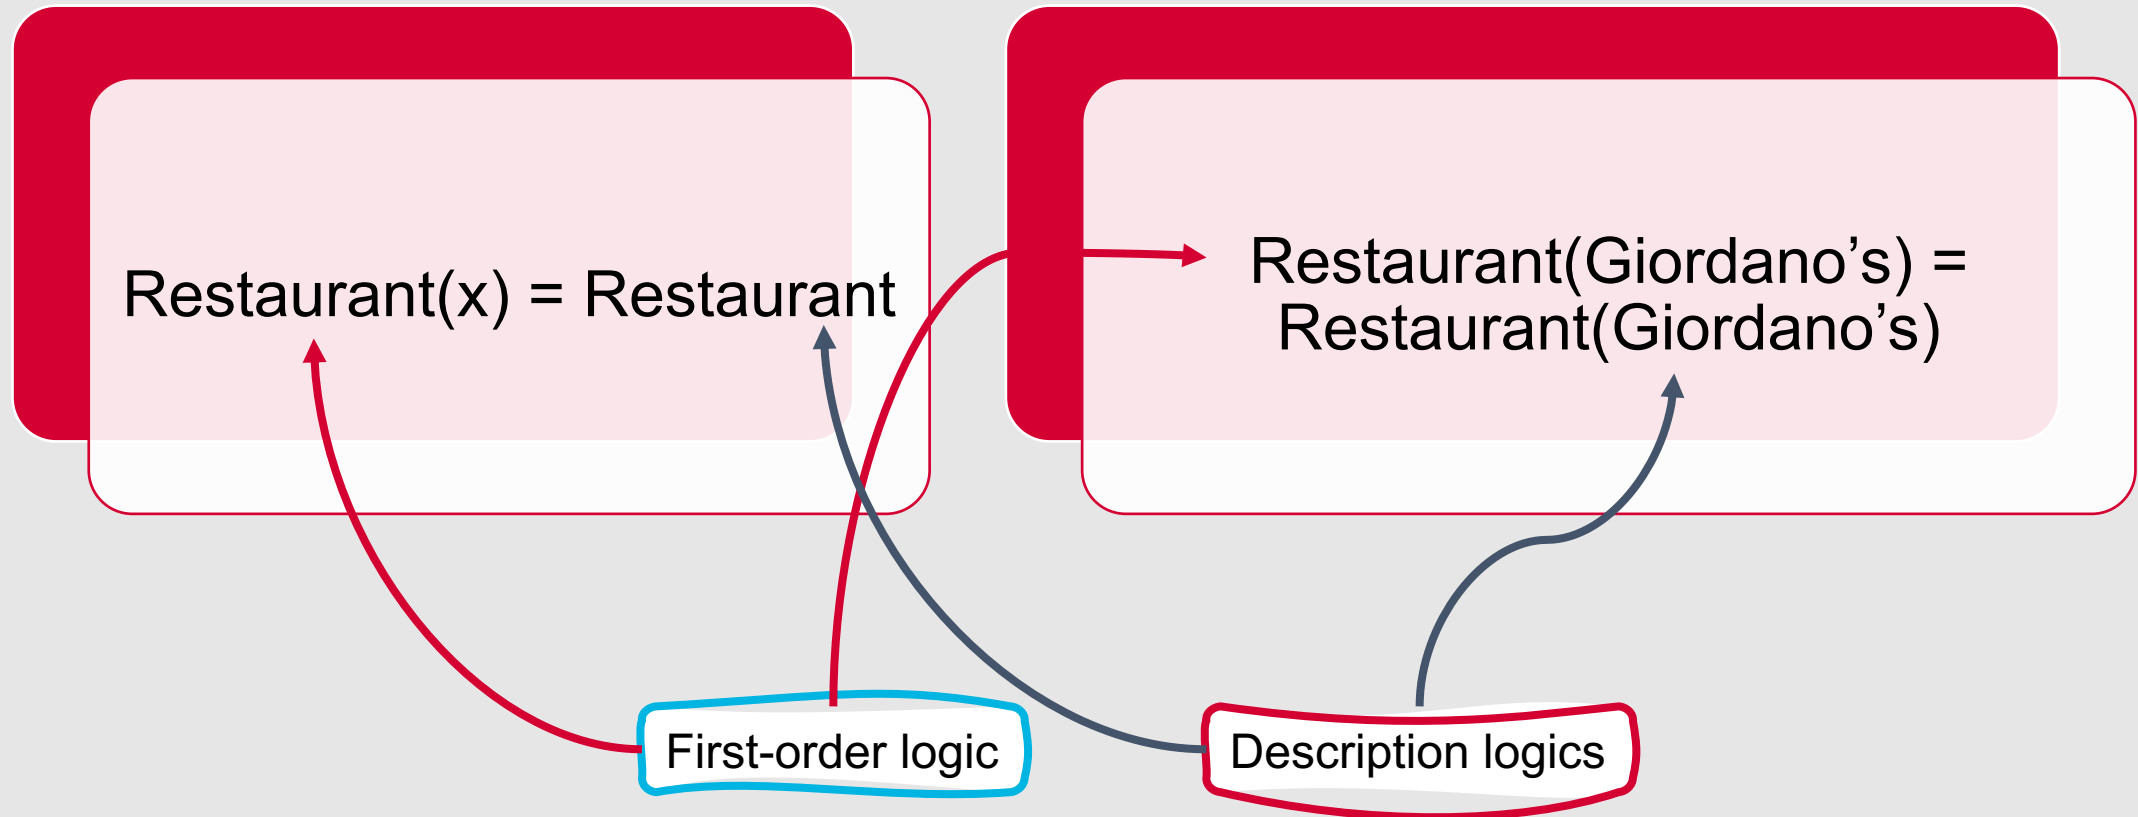 Restaurant(x) = Restaurant
Restaurant(Giordano’s) =
Restaurant(Giordano’s)
First-order logic
Description logics